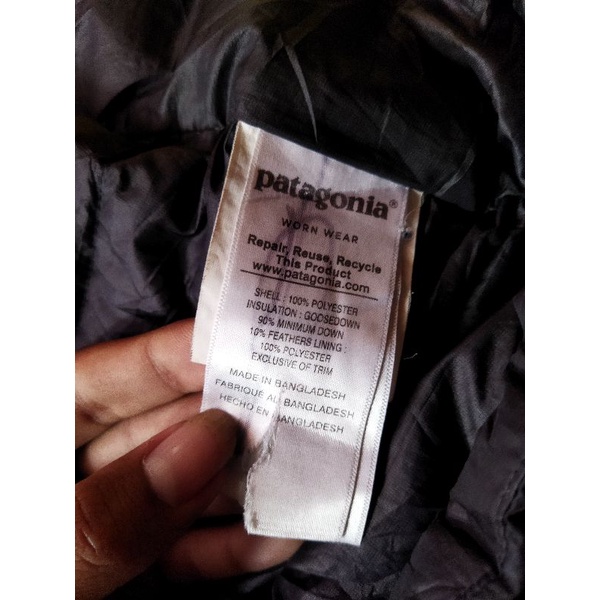 patagonia®
WORN WEAR
Repair, Reuse, Recycle
This Product
www.patagonia.com
SHELL : 100% POLYESTER
INSULATION : GOOSEDOWN
90% MINIMUM DOWN
10% FEATHERS LINING :
100% POLYESTER
EXCLUSIVE OF TRIM
MADE IN BANGLADESH
FABRIQUE AU BANGLADESH
HECHO EN BANGLADESH